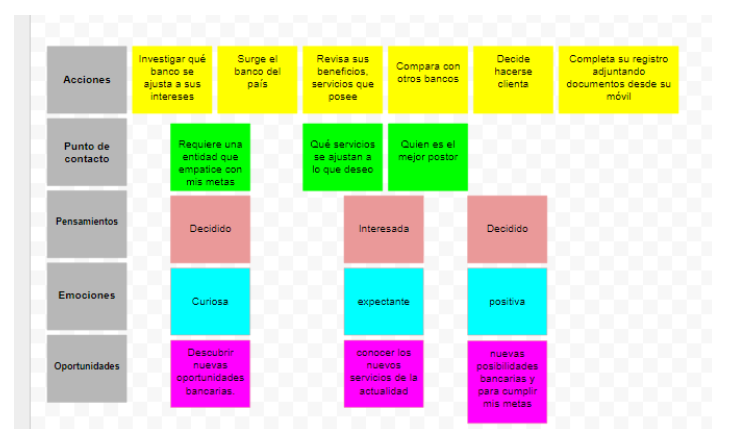 Acciones
Investigar qué
banco se
ajusta a sus
intereses
Surge el
banco del
país
Revisa sus
beneficios,
servicios que
posee
Compara con
otros bancos
Decide
hacerse
clienta
Completa su registro
adjuntando
documentos desde su
móvil
Punto de
contacto
Requiere una
entidad que
empatice con
mis metas
Qué servicios
se ajustan a
lo que deseo
Quien es el
mejor postor
Pensamientos
Decidido
Interesada
Decidido
Emociones
Curiosa
expectante
positiva
Oportunidades
Descubrir
nuevas
oportunidades
bancarias.
conocer los
nuevos
servicios de la
actualidad
nuevas
posibilidades
bancarias y
para cumplir
mis metas